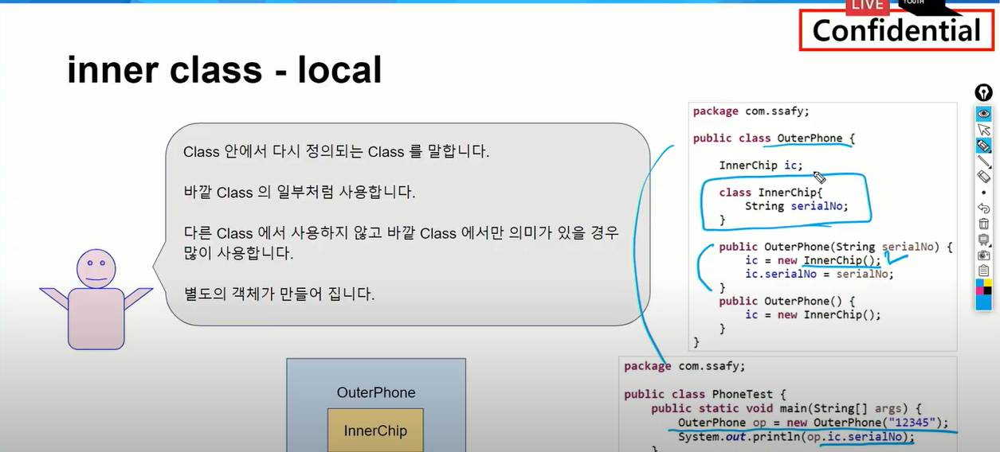 LIVE
YOUTH
Confidential
inner class - local
Class 안에서 다시 정의되는 Class 를 말합니다.
바깥 Class 의 일부처럼 사용합니다.
다른 Class 에서 사용하지 않고 바깥 Class 에서만 의미가 있을 경우
많이 사용합니다.
별도의 객체가 만들어 집니다.
OuterPhone
InnerChip
package com.ssafy;
public class OuterPhone {
InnerChip ic;
class InnerChip{
String serialNo;
}
public OuterPhone(String serialNo) {
ic = new InnerChip();
ic.serialNo = serialNo;
}
public OuterPhone() {
ic = new InnerChip();
}
}
package com.ssafy;
public class PhoneTest {
public static void main(String[] args) {
OuterPhone op = new OuterPhone("12345");
System.out.println(op.ic.serialNo);
}